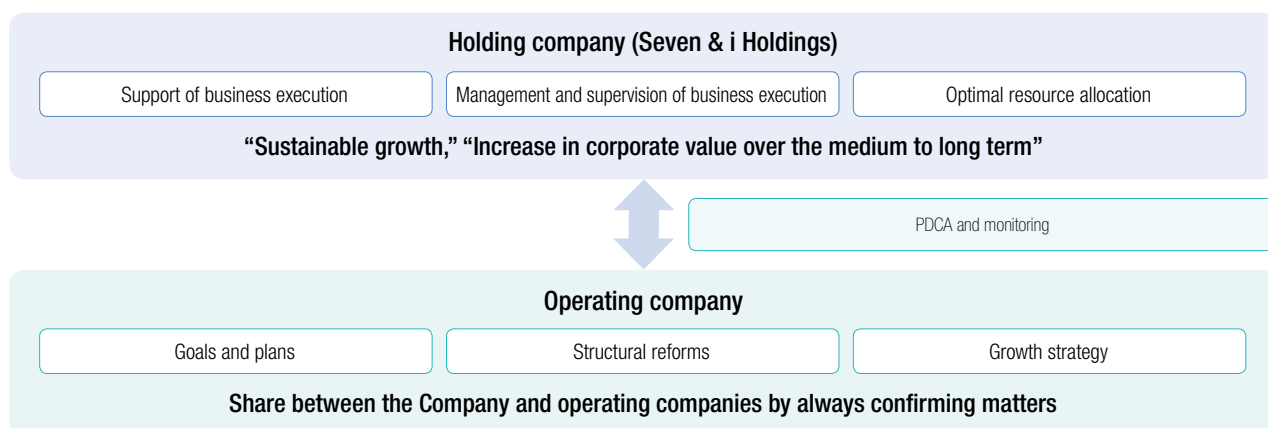 Holding company (Seven & i Holdings)
Support of business execution
Management and supervision of business execution
Optimal resource allocation
“Sustainable growth,” “Increase in corporate value over the medium to long term”
PDCA and monitoring
Operating company
Goals and plans
Structural reforms
Growth strategy
Share between the Company and operating companies by always confirming matters